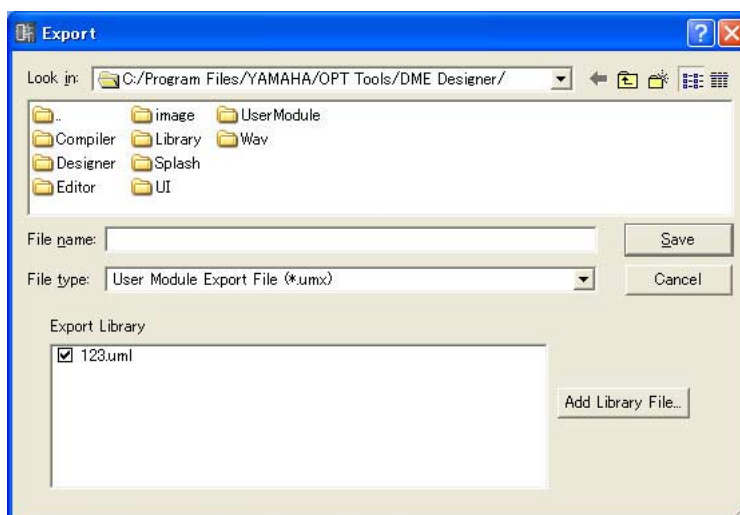 Export
Look in: C:/Program Files/YAMAHA/OPT Tools/DME Designer/
.. image UserModule
Compiler Library Wav
Designer Splash
Editor UI
File name: Save
File type: User Module Export File (*.umx) Cancel
Export Library
123.uml
Add Library File...